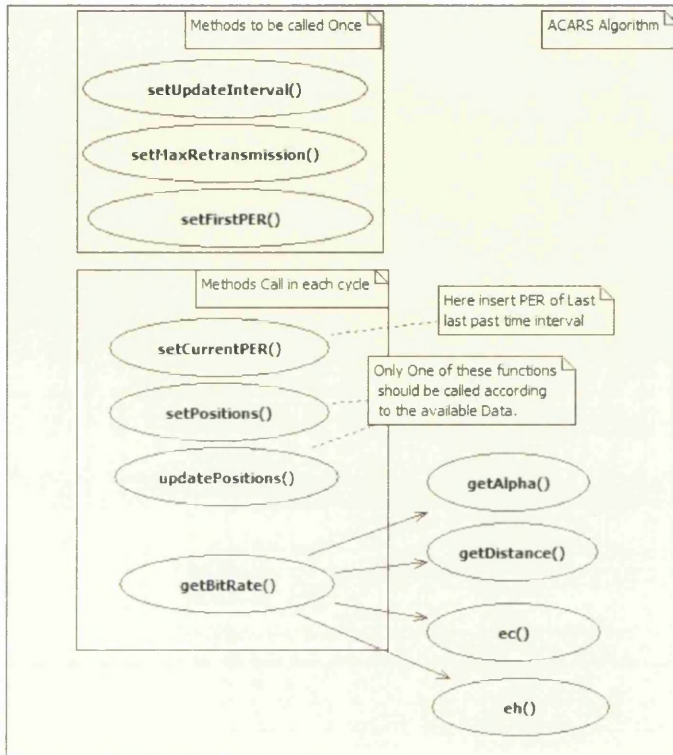 Methods to be called Once
ACARS Algorithm
setUpdateInterval()
setMaxRetransmission()
setFirstPER()
Methods Call in each cycle
Here insert PER of Last
last past time interval
setCurrentPER()
Only One of these functions
should be called according
to the available Data.
setPositions()
updatePositions()
getAlpha()
getDistance()
getBitRate()
ec()
eh()